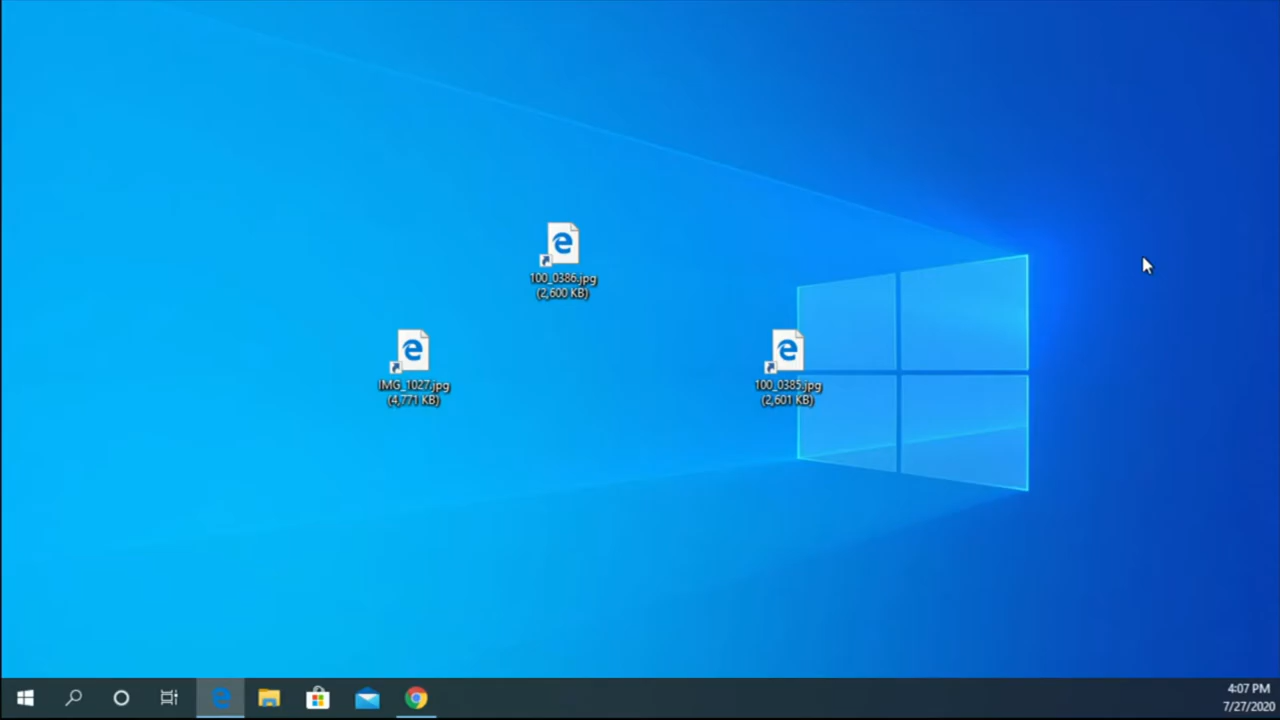 100_0386.jpg
(2,600 KB)
IMG_1027.jpg
(4,771 KB)
100_0385.jpg
(2,601 KB)
4:07 PM
7/27/2020